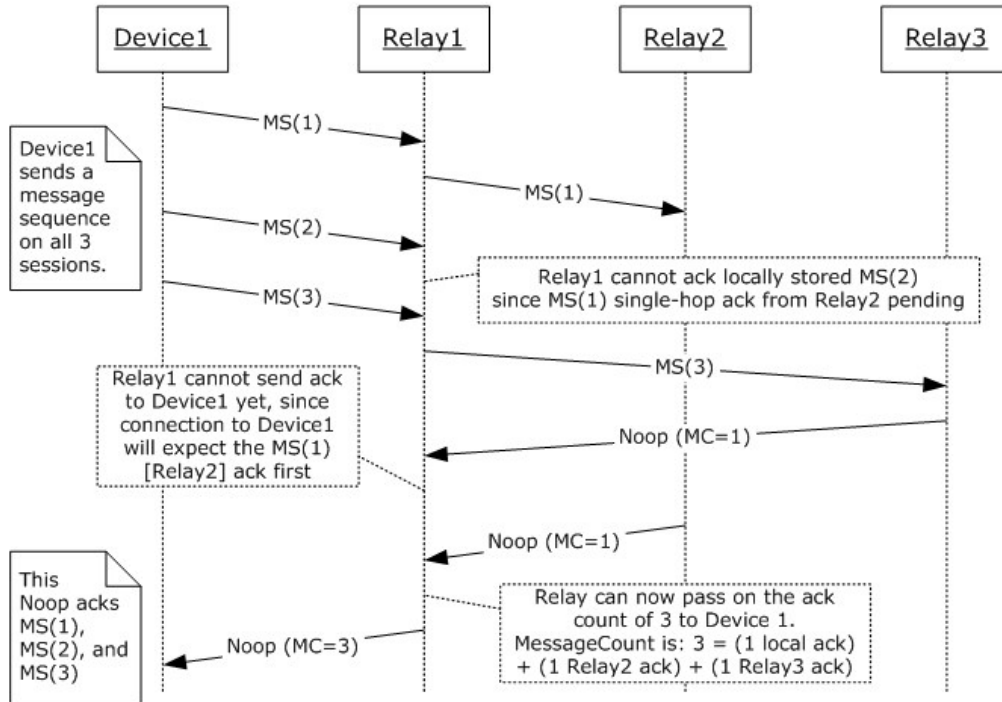 Device1
Relay1
Relay2
Relay3
MS(1)
Device1
sends a
message
sequence
on all 3
sessions.
MS(1)
MS(2)
Relay1 cannot ack locally stored MS(2)
since MS(1) single-hop ack from Relay2 pending
MS(3)
MS(3)
Relay1 cannot send ack
to Device1 yet, since
connection to Device1
will expect the MS(1)
[Relay2] ack first
Noop (MC=1)
Noop (MC=1)
This
Noop acks
MS(1),
MS(2), and
MS(3)
Relay can now pass on the ack
count of 3 to Device 1.
MessageCount is: 3 = (1 local ack)
+ (1 Relay2 ack) + (1 Relay3 ack)
Noop (MC=3)